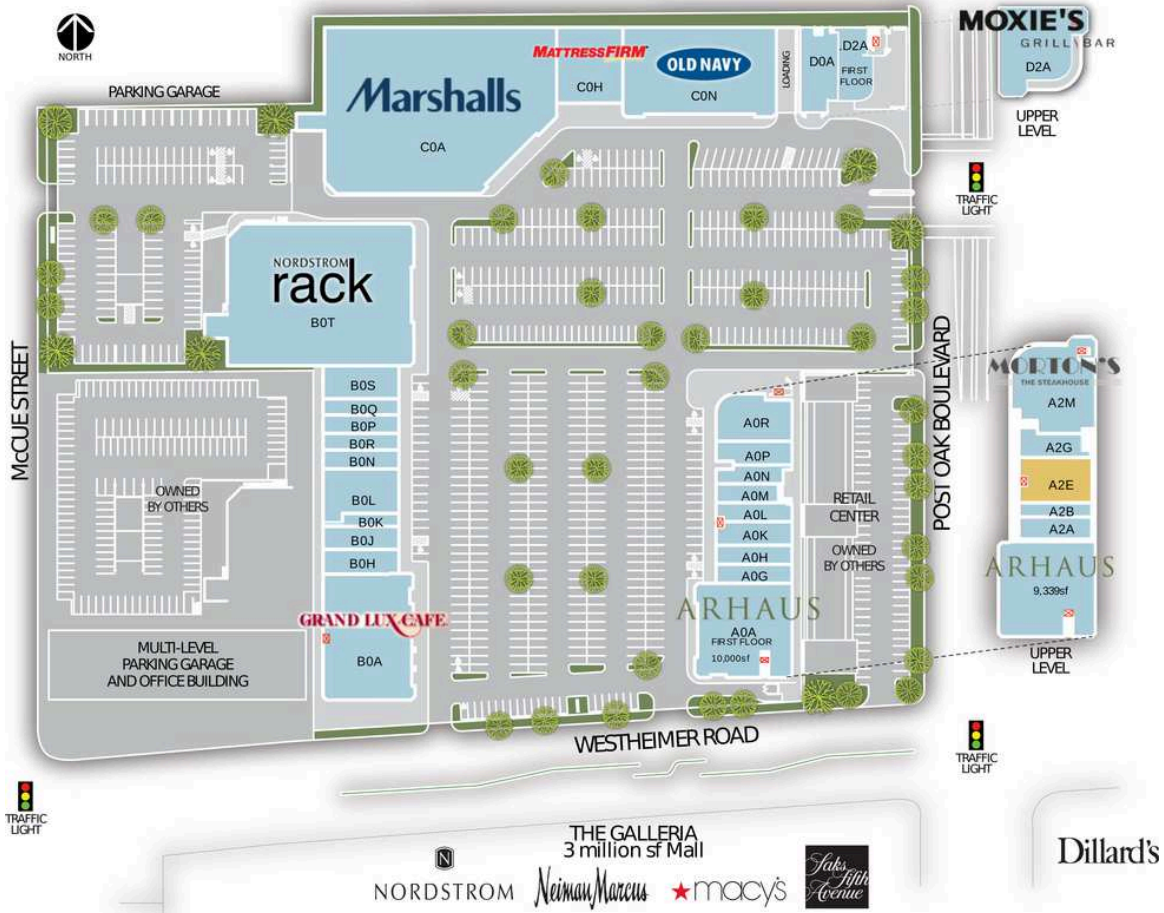 NORTH
PARKING GARAGE
Marshalls
C0A
MATTRESSFIRM
C0H
OLD NAVY
C0N
LOADING
D0A
D2A
FIRST
FLOOR
MOXIE'S
GRILL BAR
D2A
UPPER
LEVEL
TRAFFIC
LIGHT
NORDSTROM
rack
B0T
McCUE STREET
B0S
B0Q
B0P
B0R
B0N
B0L
B0K
B0J
B0H
OWNED
BY OTHERS
GRAND LUX CAFE
B0A
MULTI-LEVEL
PARKING GARAGE
AND OFFICE BUILDING
A0R
A0P
A0N
A0M
A0L
A0K
A0H
A0G
ARHAUS
A0A
FIRST FLOOR
10,000sf
RETAIL
CENTER
OWNED
BY OTHERS
POST OAK BOULEVARD
MORTON'S
THE STEAKHOUSE
A2M
A2G
A2E
A2B
A2A
ARHAUS
9,339sf
UPPER
LEVEL
WESTHEIMER ROAD
TRAFFIC
LIGHT
TRAFFIC
LIGHT
THE GALLERIA
3 million sf Mall
N
NORDSTROM
Neiman Marcus
macy's
Saks
Fifth
Avenue
Dillard's